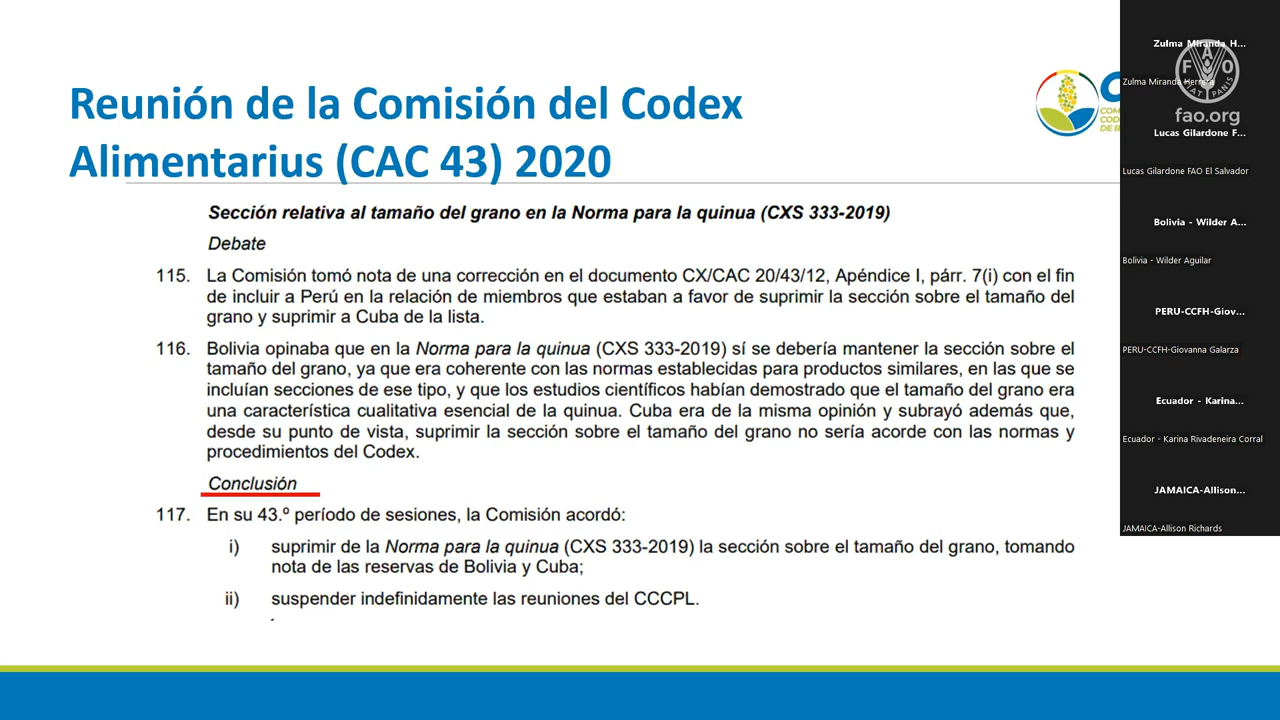 Reunión de la Comisión del Codex
Alimentarius (CAC 43) 2020
Sección relativa al tamaño del grano en la Norma para la quinua (CXS 333-2019)
Debate
115. La Comisión tomó nota de una corrección en el documento CX/CAC 20/43/12, Apéndice I, párr. 7(i) con el fin
de incluir a Perú en la relación de miembros que estaban a favor de suprimir la sección sobre el tamaño del
grano y suprimir a Cuba de la lista.
116. Bolivia opinaba que en la Norma para la quinua (CXS 333-2019) sí se debería mantener la sección sobre el
tamaño del grano, ya que era coherente con las normas establecidas para productos similares, en las que se
incluían secciones de ese tipo, y que los estudios científicos habían demostrado que el tamaño del grano era
una característica cualitativa esencial de la quinua. Cuba era de la misma opinión y subrayó además que,
desde su punto de vista, suprimir la sección sobre el tamaño del grano no sería acorde con las normas y
procedimientos del Codex.
Conclusión
117. En su 43.º período de sesiones, la Comisión acordó:
i) suprimir de la Norma para la quinua (CXS 333-2019) la sección sobre el tamaño del grano, tomando
nota de las reservas de Bolivia y Cuba;
ii) suspender indefinidamente las reuniones del CCCPL.
Zulma Miranda H...
Zulma Miranda Herrera
FAO
FIAT PANIS
fao.org
Lucas Gilardone F...
Lucas Gilardone FAO El Salvador
Bolivia - Wilder A...
Bolivia - Wilder Aguilar
PERU-CCFH-Giov...
PERU-CCFH-Giovanna Galarza
Ecuador - Karina...
Ecuador - Karina Rivadeneira Corral
JAMAICA-Allison...
JAMAICA-Allison Richards